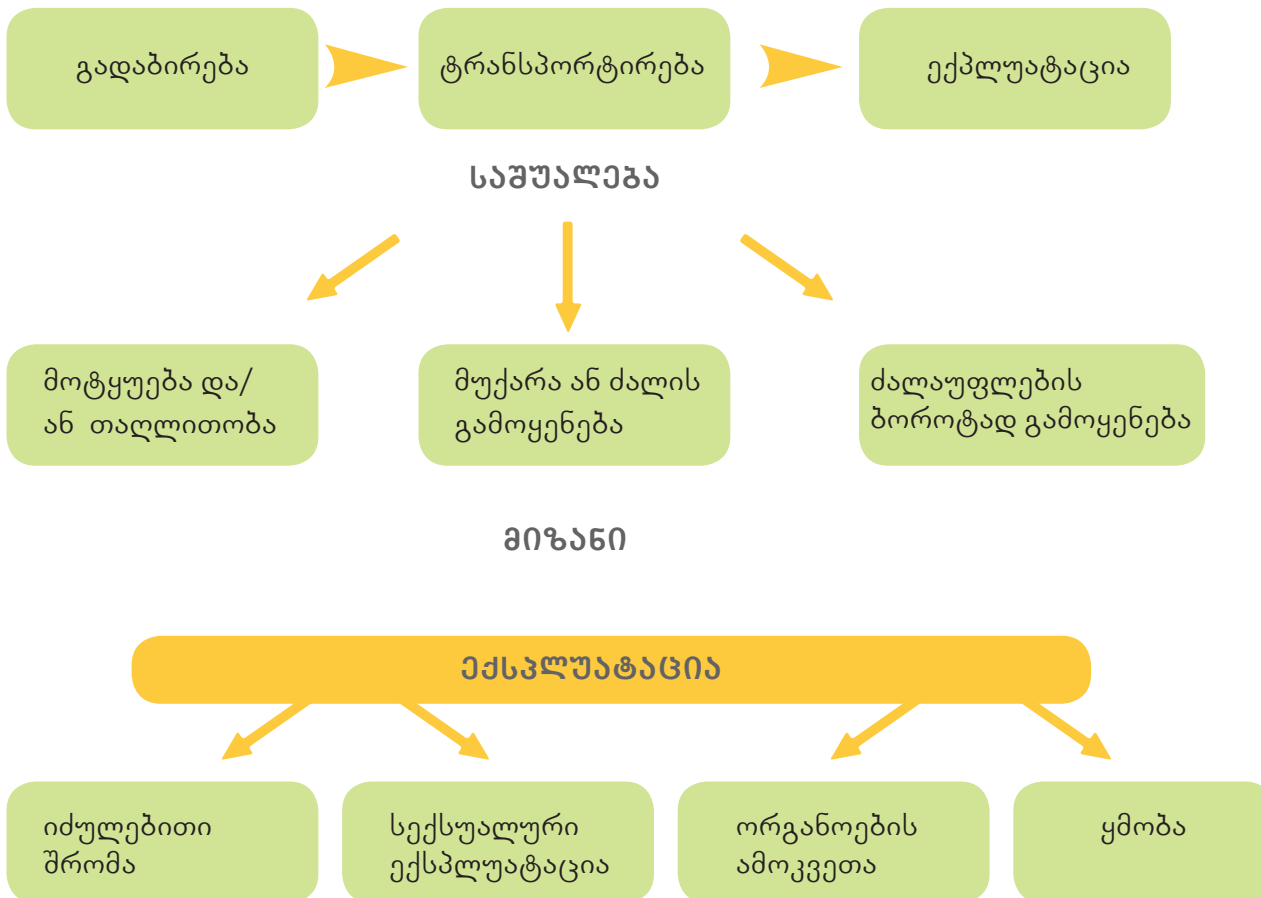 გადაბირება
ტრანსპორტირება
ექპლუატაცია
საშუალება
მოტყუება და/
ან თაღლითობა
მუქარა ან ძალის
გამოყენება
ძალაუფლების
ბოროტად გამოყენება
მიზანი
ექსპლუატაცია
იძულებითი
შრომა
სექსუალური
ექსპლუატაცია
ორგანოების
ამოკვეთა
ყმობა